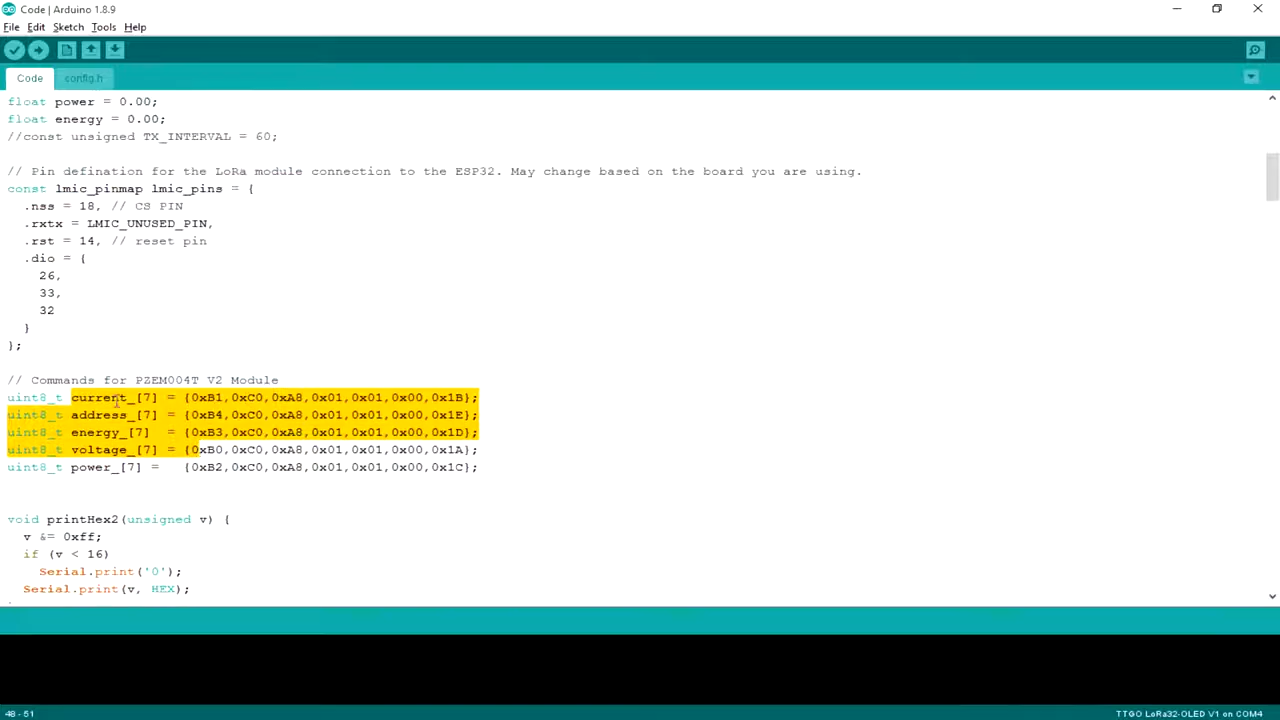 Code | Arduino 1.8.9
File Edit Sketch Tools Help
Code config.h
float power = 0.00;
float energy = 0.00;
//const unsigned TX_INTERVAL = 60;
// Pin defination for the LoRa module connection to the ESP32. May change based on the board you are using.
const lmic_pinmap lmic_pins = {
.nss = 18, // CS PIN
.rxtx = LMIC_UNUSED_PIN,
.rst = 14, // reset pin
.dio = {
26,
33,
32
}
};
// Commands for PZEM004T V2 Module
uint8_t current_[7] = {0xB1,0xC0,0xA8,0x01,0x01,0x00,0x1B};
uint8_t address_[7] = {0xB4,0xC0,0xA8,0x01,0x01,0x00,0x1E};
uint8_t energy_[7] = {0xB3,0xC0,0xA8,0x01,0x01,0x00,0x1D};
uint8_t voltage_[7] = {0xB0,0xC0,0xA8,0x01,0x01,0x00,0x1A};
uint8_t power_[7] = {0xB2,0xC0,0xA8,0x01,0x01,0x00,0x1C};
void printHex2(unsigned v) {
v &= 0xff;
if (v < 16)
Serial.print('0');
Serial.print(v, HEX);
48 - 51
TTGO LoRa32-OLED V1 on COM4